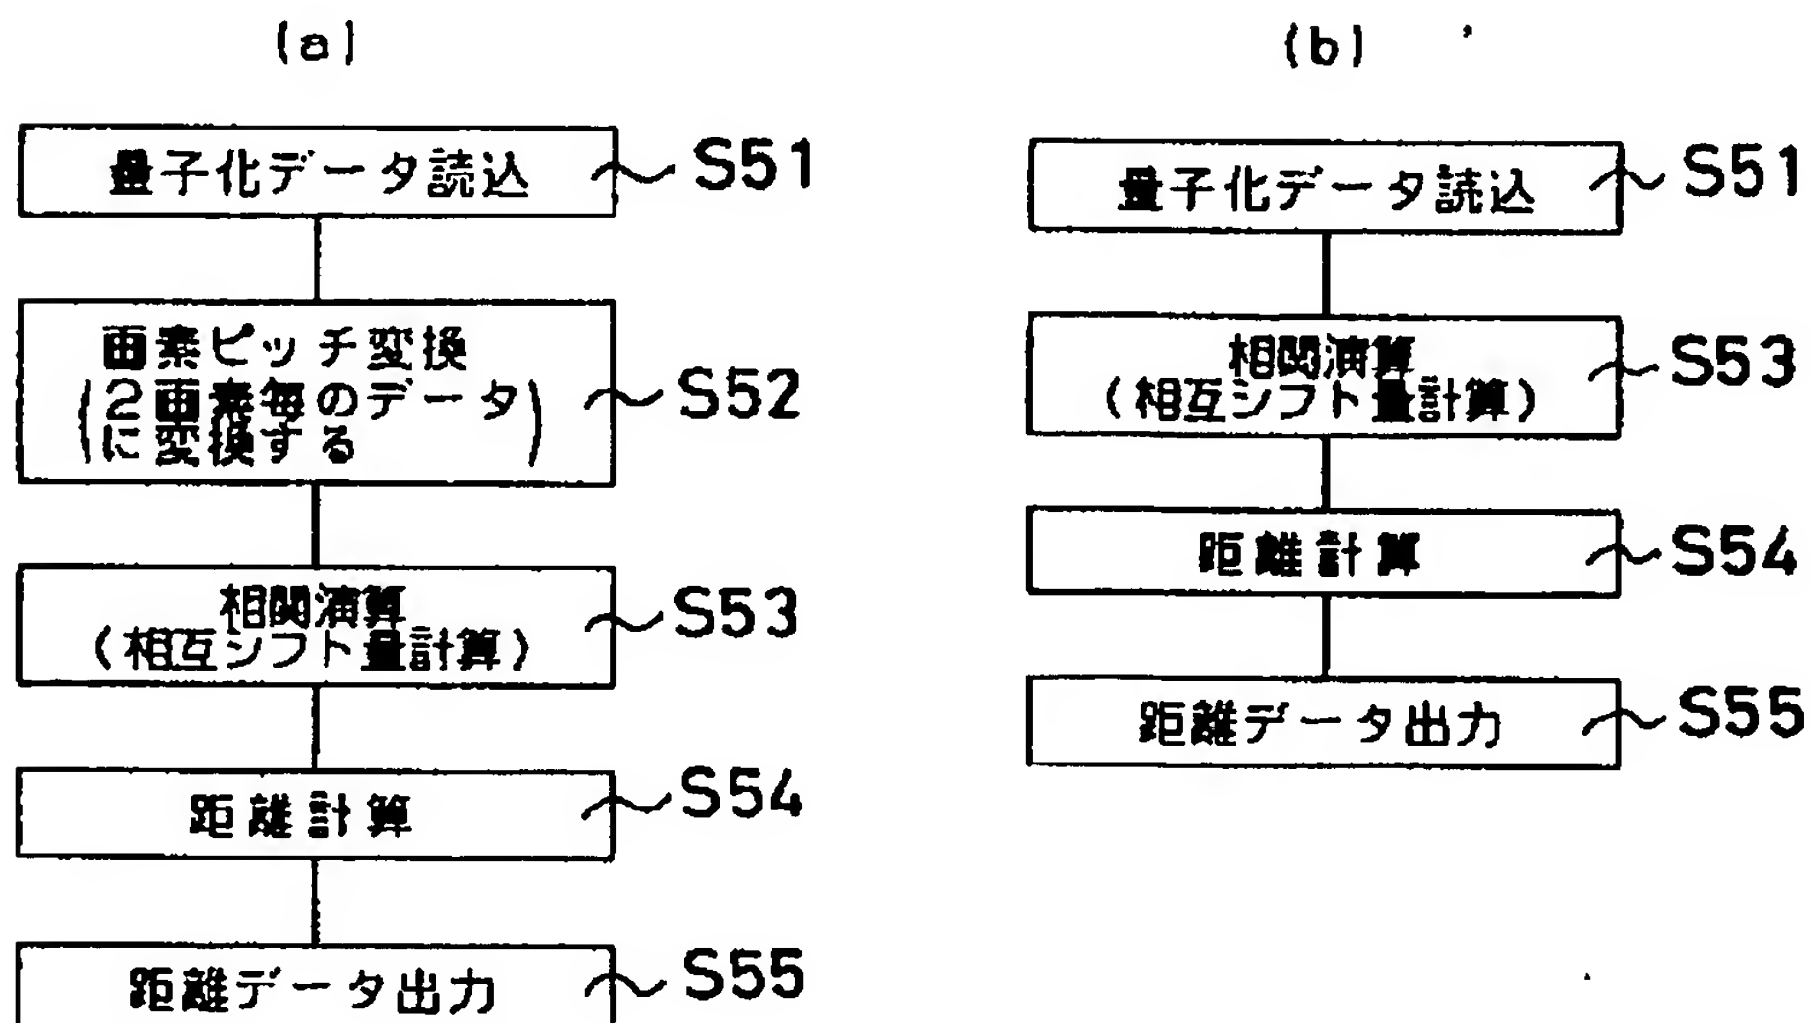 (a)
量子化データ読込 S51
画素ピッチ変換
(2画素毎のデータ S52
に変換する)
相関演算 S53
(相互シフト量計算)
距離計算 S54
距離データ出力 S55
(b)
量子化データ読込 S51
相関演算 S53
(相互シフト量計算)
距離計算 S54
距離データ出力 S55